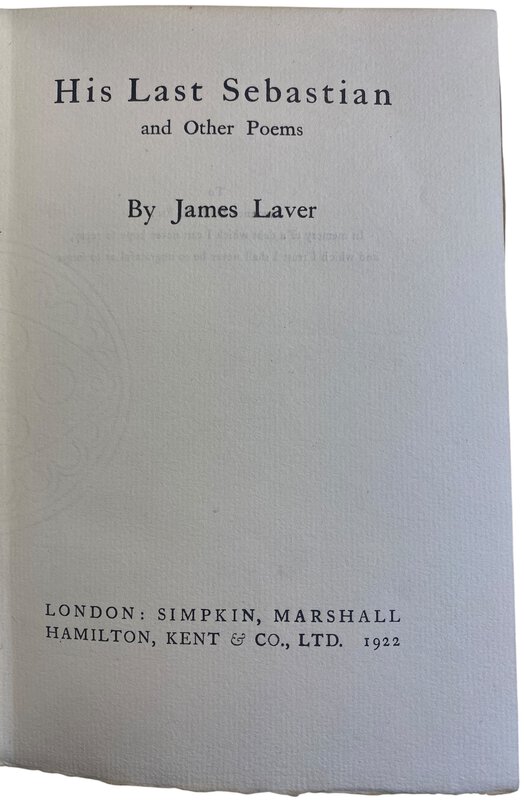 His Last Sebastian
and Other Poems
By James Laver
LONDON: SIMPKIN, MARSHALL
HAMILTON, KENT & CO., LTD. 1922